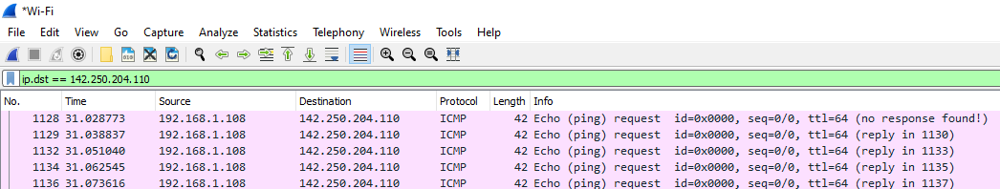 *Wi-Fi
File Edit View Go Capture Analyze Statistics Telephony Wireless Tools Help
ip.dst == 142.250.204.110
No. Time Source Destination Protocol Length Info
1128 31.028773 192.168.1.108 142.250.204.110 ICMP 42 Echo (ping) request id=0x0000, seq=0/0, ttl=64 (no response found!)
1129 31.038837 192.168.1.108 142.250.204.110 ICMP 42 Echo (ping) request id=0x0000, seq=0/0, ttl=64 (reply in 1130)
1132 31.051040 192.168.1.108 142.250.204.110 ICMP 42 Echo (ping) request id=0x0000, seq=0/0, ttl=64 (reply in 1133)
1134 31.062545 192.168.1.108 142.250.204.110 ICMP 42 Echo (ping) request id=0x0000, seq=0/0, ttl=64 (reply in 1135)
1136 31.073616 192.168.1.108 142.250.204.110 ICMP 42 Echo (ping) request id=0x0000, seq=0/0, ttl=64 (reply in 1137)